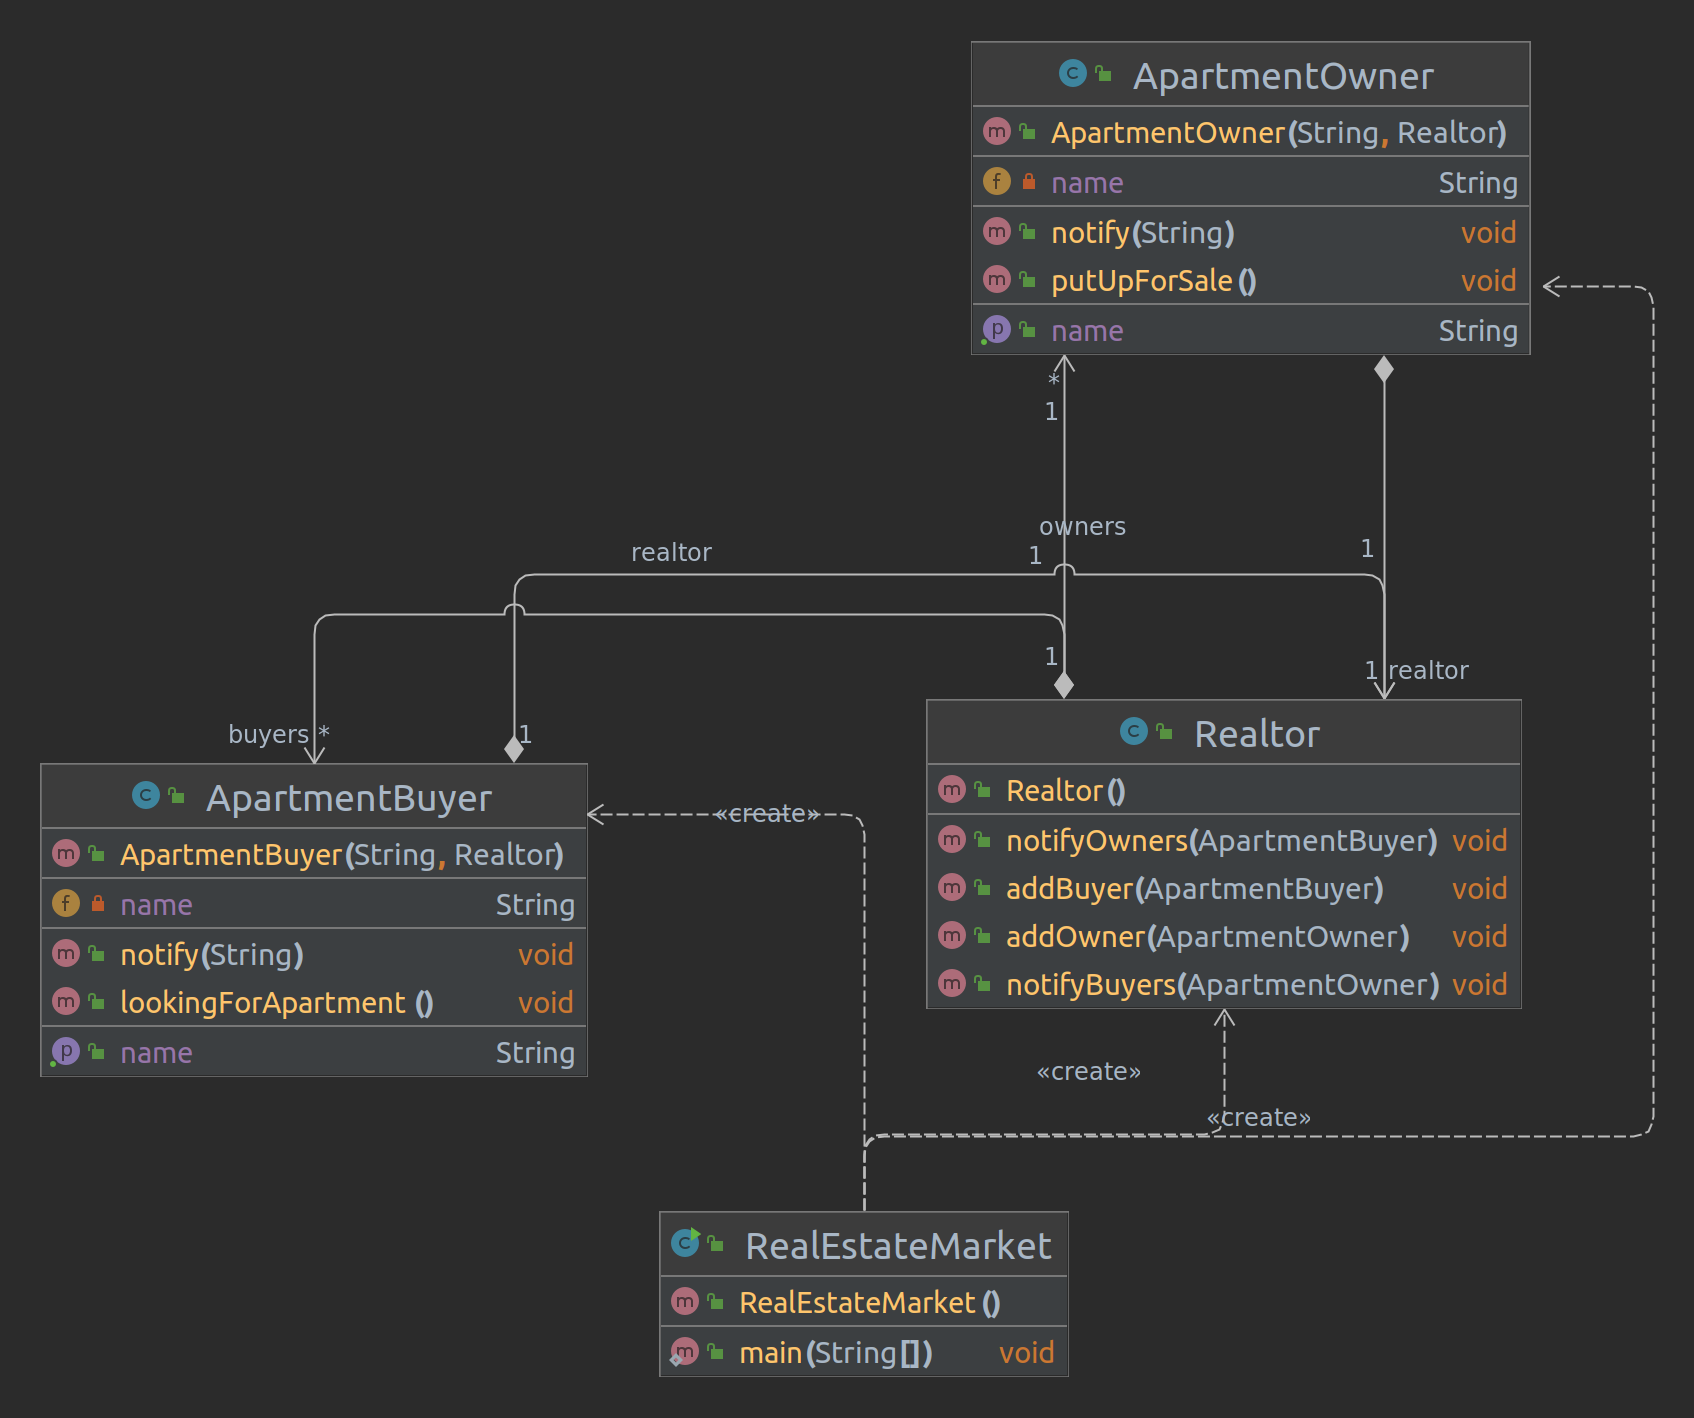 ApartmentOwner
ApartmentOwner(String, Realtor)
name String
notify(String) void
putUpForSale() void
name String
*
1
owners
1
1
realtor
1
1 realtor
buyers *
1
ApartmentBuyer
ApartmentBuyer(String, Realtor)
name String
notify(String) void
lookingForApartment() void
name String
«create»
Realtor
Realtor()
notifyOwners(ApartmentBuyer) void
addBuyer(ApartmentBuyer) void
addOwner(ApartmentOwner) void
notifyBuyers(ApartmentOwner) void
«create»
«create»
RealEstateMarket
RealEstateMarket()
main(String[]) void